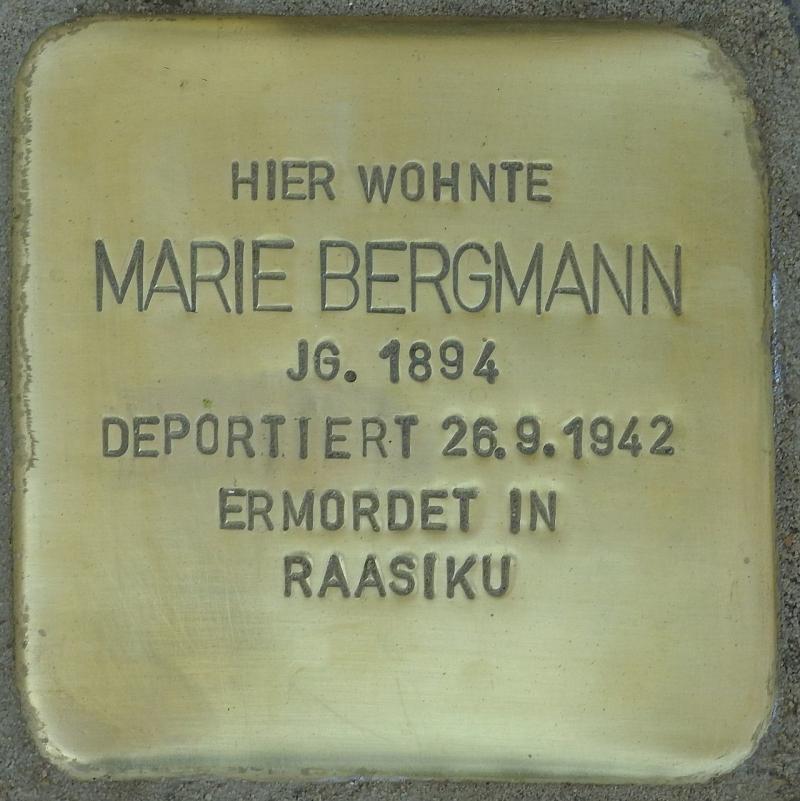 HIER WOHNTE
MARIE BERGMANN
JG. 1894
DEPORTIERT 26.9.1942
ERMORDET IN
RAASIKU